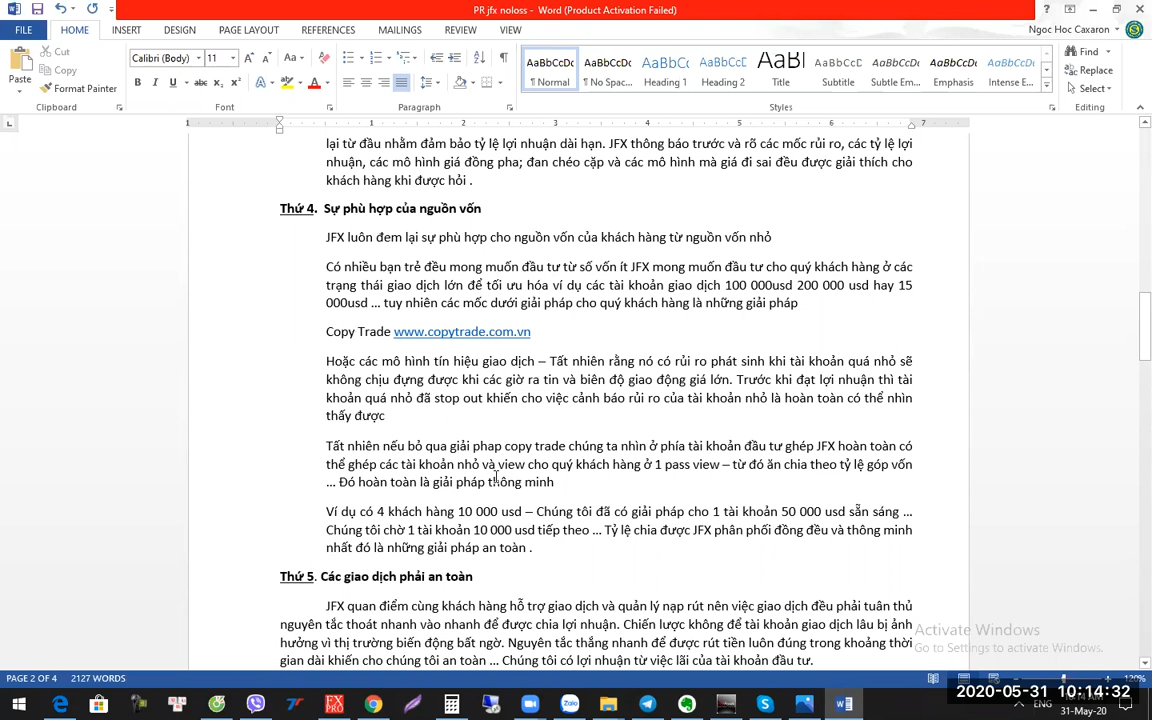 PR jfx noloss - Word (Product Activation Failed)
FILE HOME INSERT DESIGN PAGE LAYOUT REFERENCES MAILINGS REVIEW VIEW
Ngoc Hoc Caxaron
Paste
Cut
Copy
Format Painter
Clipboard
Calibri (Body) 11
Font
Paragraph
AaBbCcDc AaBbCcDc AaBbCc AaBbCcD AaBl AaBbCcDc AaBbCcDc AaBbCcDc AaBbCcDc
¶ Normal ¶ No Spac... Heading 1 Heading 2 Title Subtitle Subtle Em... Emphasis Intense E...
Styles
Find
Replace
Select
Editing
1 1 2 3 4 5 6 7
lại từ đầu nhằm đảm bảo tỷ lệ lợi nhuận dài hạn. JFX thông báo trước và rõ các mốc rủi ro, các tỷ lệ lợi
nhuận, các mô hình giá đồng pha; đan chéo cặp và các mô hình mà giá đi sai đều được giải thích cho
khách hàng khi được hỏi .
Thứ 4. Sự phù hợp của nguồn vốn
JFX luôn đem lại sự phù hợp cho nguồn vốn của khách hàng từ nguồn vốn nhỏ
Có nhiều bạn trẻ đều mong muốn đầu tư từ số vốn ít JFX mong muốn đầu tư cho quý khách hàng ở các
trạng thái giao dịch lớn để tối ưu hóa ví dụ các tài khoản giao dịch 100 000usd 200 000 usd hay 15
000usd ... tuy nhiên các mốc dưới giải pháp cho quý khách hàng là những giải pháp
Copy Trade www.copytrade.com.vn
Hoặc các mô hình tín hiệu giao dịch – Tất nhiên rằng nó có rủi ro phát sinh khi tài khoản quá nhỏ sẽ
không chịu đựng được khi các giờ ra tin và biên độ giao động giá lớn. Trước khi đạt lợi nhuận thì tài
khoản quá nhỏ đã stop out khiến cho việc cảnh báo rủi ro của tài khoản nhỏ là hoàn toàn có thể nhìn
thấy được
Tất nhiên nếu bỏ qua giải phap copy trade chúng ta nhìn ở phía tài khoản đầu tư ghép JFX hoàn toàn có
thể ghép các tài khoản nhỏ và view cho quý khách hàng ở 1 pass view – từ đó ăn chia theo tỷ lệ góp vốn
... Đó hoàn toàn là giải pháp thông minh
Ví dụ có 4 khách hàng 10 000 usd – Chúng tôi đã có giải pháp cho 1 tài khoản 50 000 usd sẵn sáng ...
Chúng tôi chờ 1 tài khoản 10 000 usd tiếp theo ... Tỷ lệ chia được JFX phân phối đồng đều và thông minh
nhất đó là những giải pháp an toàn .
Thứ 5. Các giao dịch phải an toàn
JFX quan điểm cùng khách hàng hỗ trợ giao dịch và quản lý nạp rút nên việc giao dịch đều phải tuân thủ
nguyên tắc thoát nhanh vào nhanh để được chia lợi nhuận. Chiến lược không để tài khoản giao dịch lâu bị ảnh
hưởng vì thị trường biến động bất ngờ. Nguyên tắc thắng nhanh để được rút tiền luôn đúng trong khoảng thời
gian dài khiến cho chúng tôi an toàn ... Chúng tôi có lợi nhuận từ việc lãi của tài khoản đầu tư.
Activate Windows
Go to Settings to activate Windows.
PAGE 2 OF 4 2127 WORDS
120%
2020-05-31 10:14:32
ENG
31-May-20